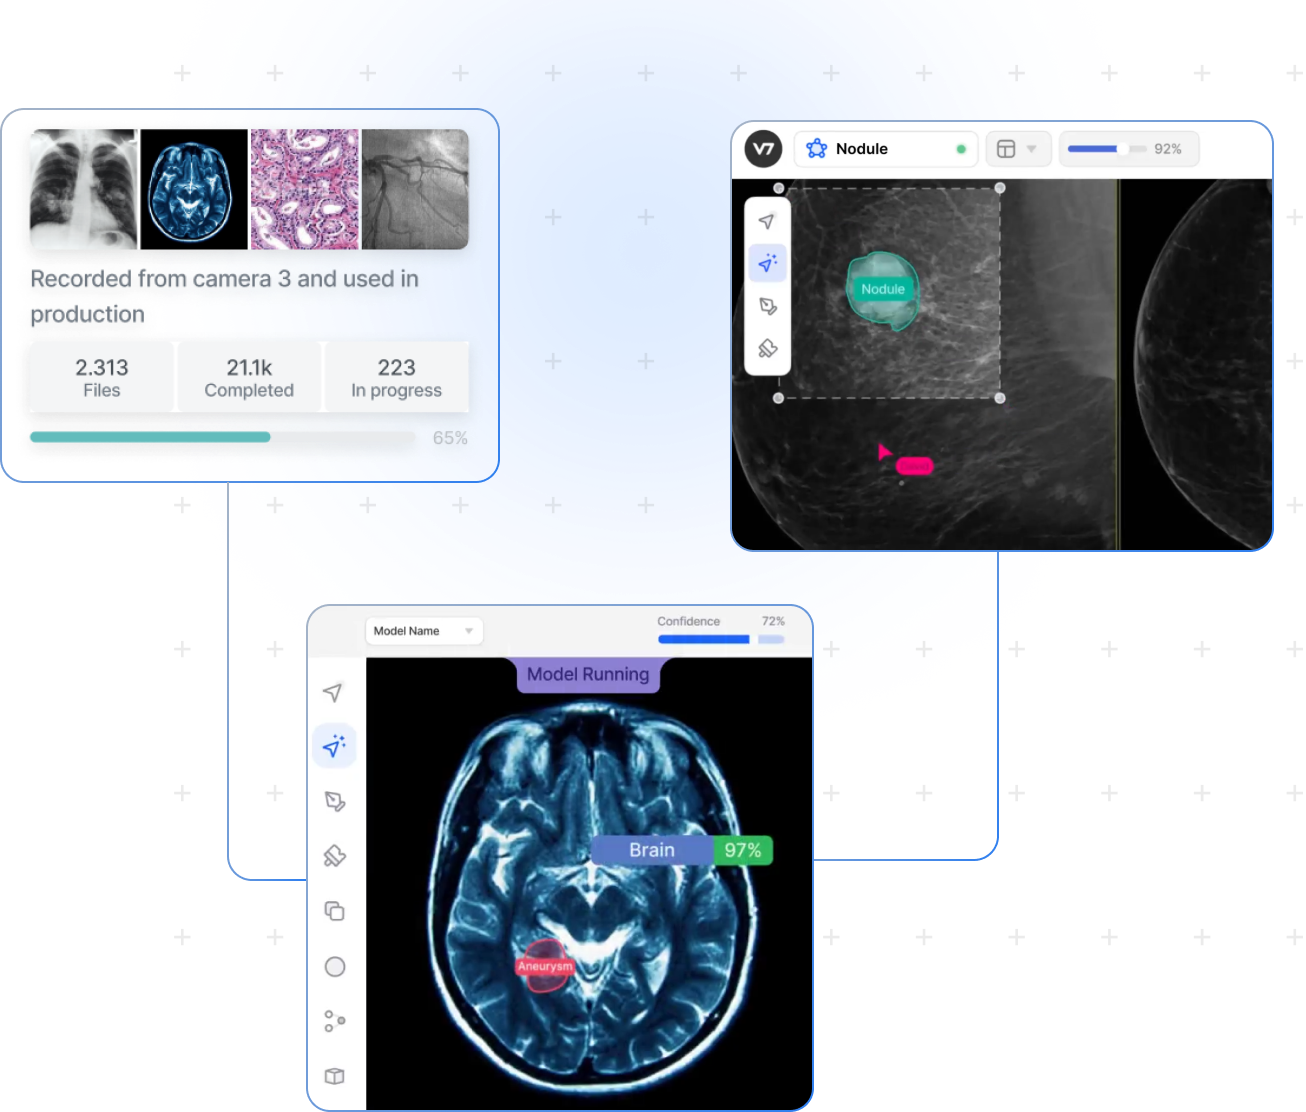 Recorded from camera 3 and used in
production
2.313
Files
21.1k
Completed
223
In progress
65%
V7
Nodule
92%
Nodule
Model Name
Confidence
72%
Model Running
Brain
97%
Aneurysm